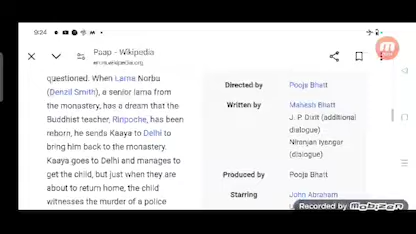 9:24
Paap – Wikipedia
en.m.wikipedia.org
questioned. When Lama Norbu
(Denzil Smith), a senior lama from
the monastery, has a dream that the
Buddhist teacher, Rinpoche, has been
reborn, he sends Kaaya to Delhi to
bring him back to the monastery.
Kaaya goes to Delhi and manages to
get the child, but just when they are
about to return home, the child
witnesses the murder of a police
Directed by Pooja Bhatt
Written by Mahesh Bhatt
J. P. Dixit (additional
dialogue)
Niranjan Iyengar
(dialogue)
Produced by Pooja Bhatt
Starring John Abraham
Recorded by Mobizen